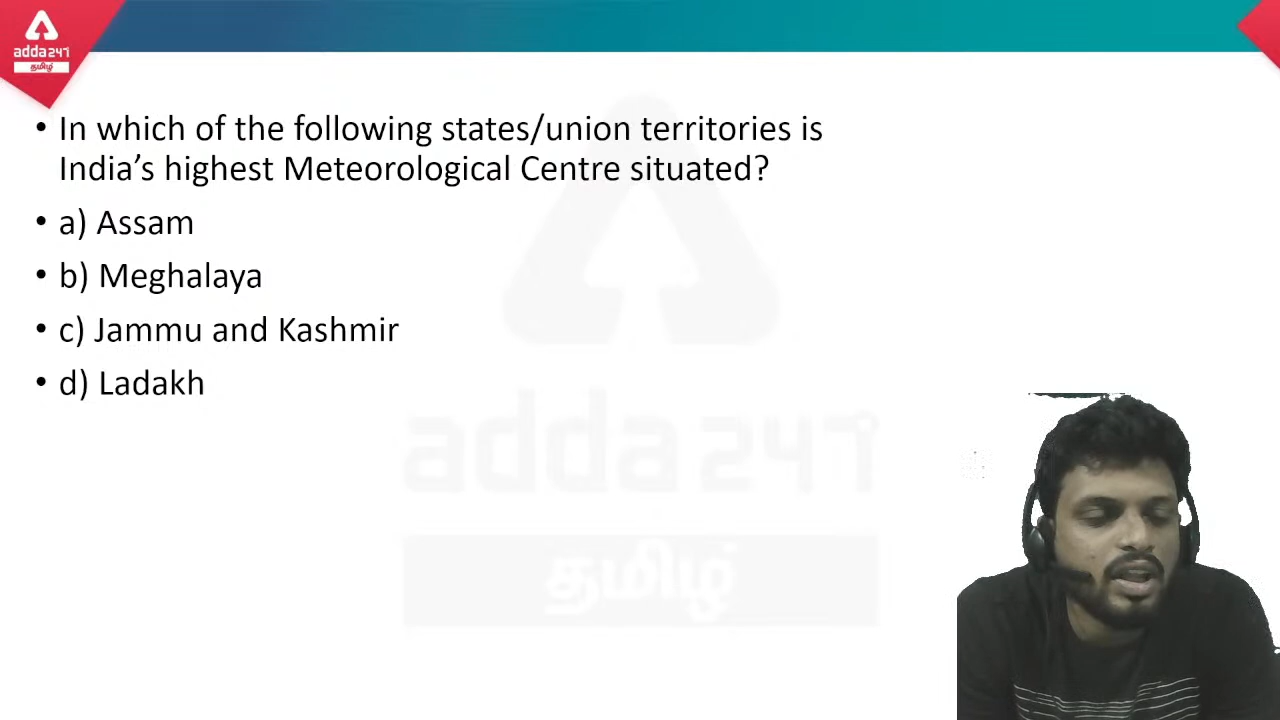 adda247
தமிழ்
• In which of the following states/union territories is
India’s highest Meteorological Centre situated?
• a) Assam
• b) Meghalaya
• c) Jammu and Kashmir
• d) Ladakh
adda247
தமிழ்